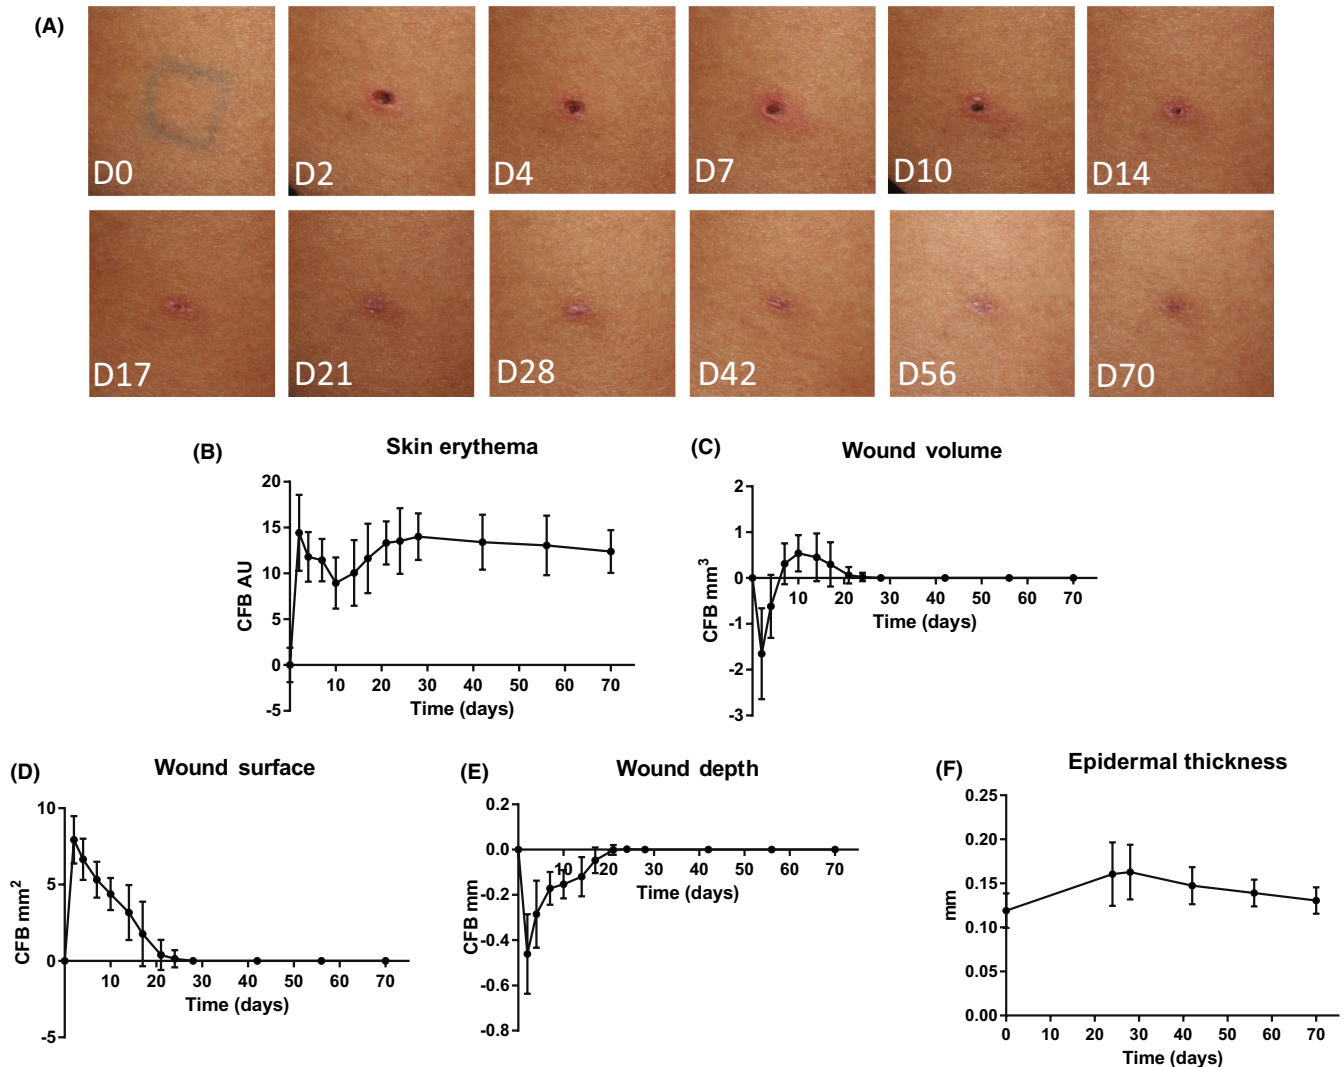 (A)
D0 D2 D4 D7 D10 D14
D17 D21 D28 D42 D56 D70
(B) Skin erythema
20
15
10
5
0
-5
CFB AU
10 20 30 40 50 60 70
Time (days)
(C) Wound volume
2
1
0
-1
-2
-3
CFB mm³
10 20 30 40 50 60 70
Time (days)
(D) Wound surface
10
5
0
-5
CFB mm²
10 20 30 40 50 60 70
Time (days)
(E) Wound depth
0.2
0.0
-0.2
-0.4
-0.6
-0.8
CFB mm
10 20 30 40 50 60 70
Time (days)
(F) Epidermal thickness
0.25
0.20
0.15
0.10
0.05
0.00
mm
0 10 20 30 40 50 60 70
Time (days)